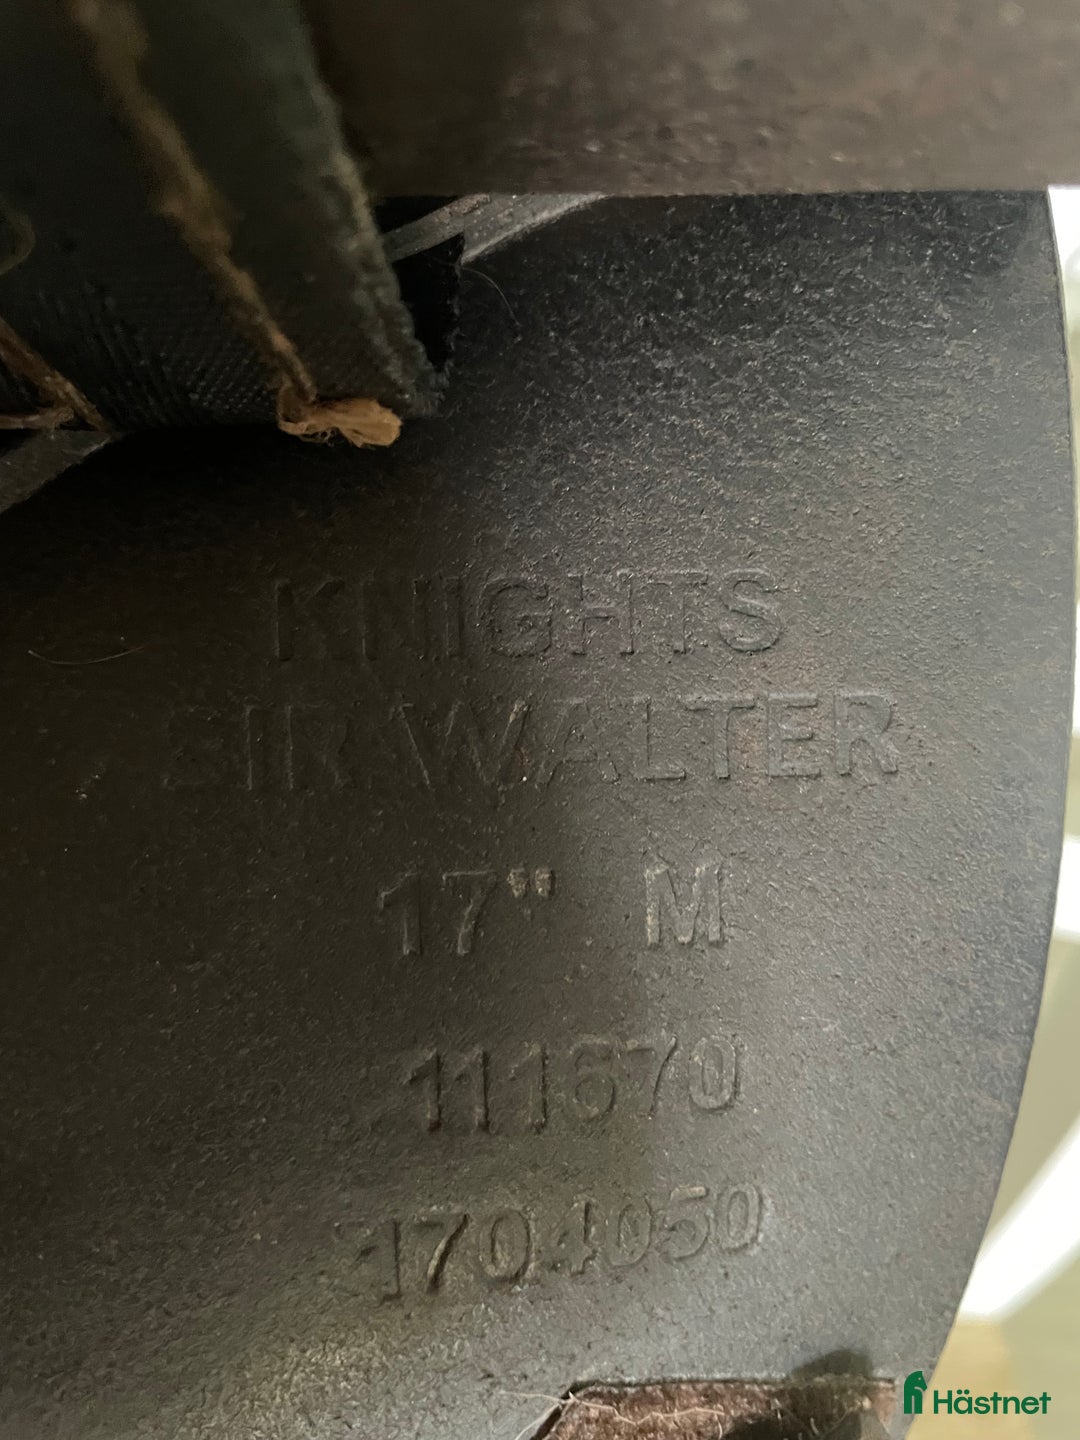 KNIGHTS
SIR WALTER
17" M
111670
1704050
Hästnet